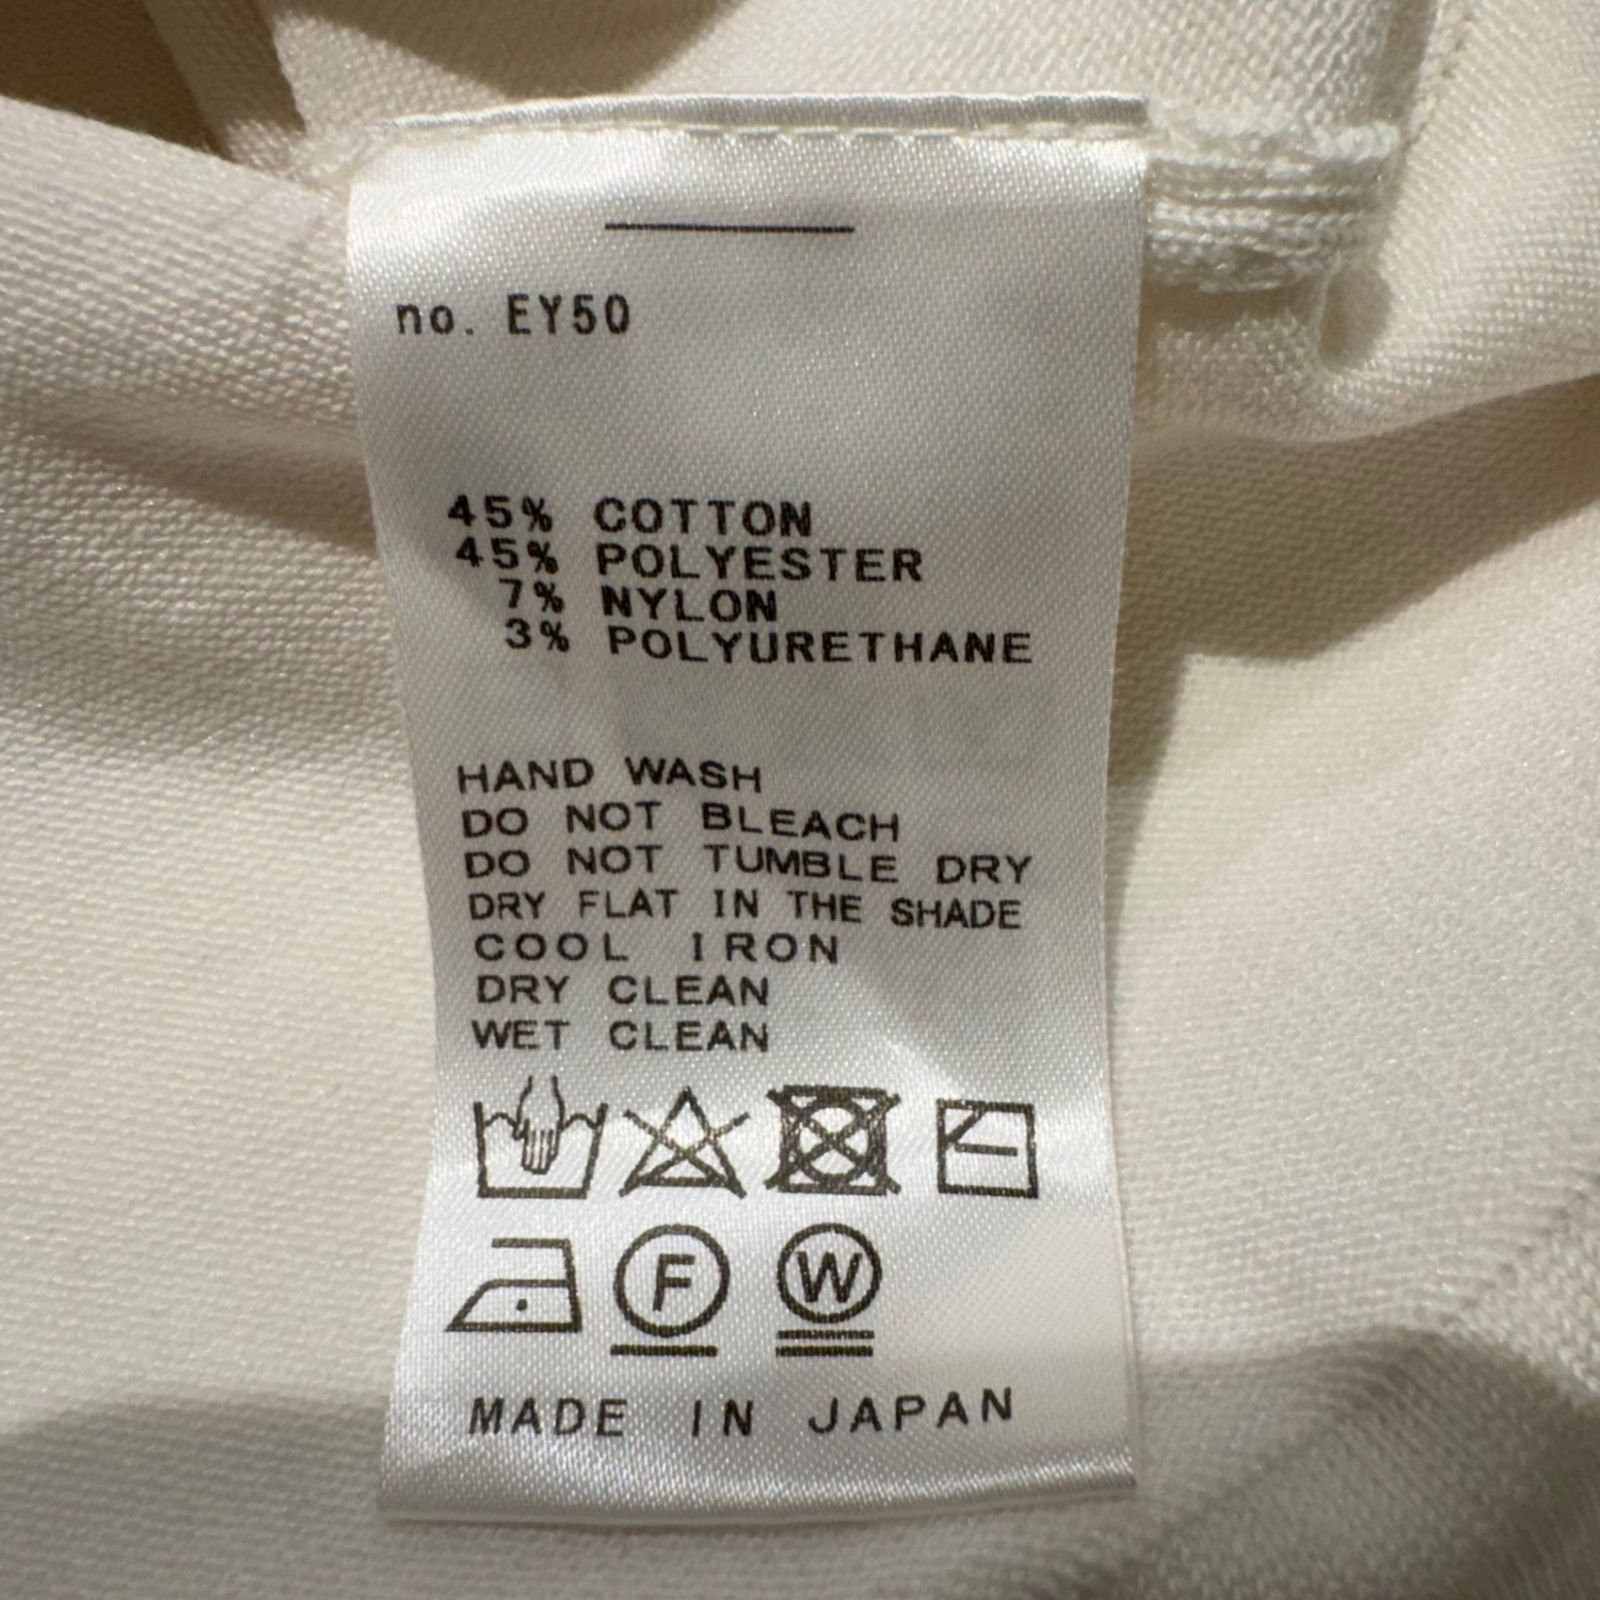 no. EY50
45% COTTON
45% POLYESTER
7% NYLON
3% POLYURETHANE
HAND WASH
DO NOT BLEACH
DO NOT TUMBLE DRY
DRY FLAT IN THE SHADE
COOL IRON
DRY CLEAN
WET CLEAN
F W
MADE IN JAPAN